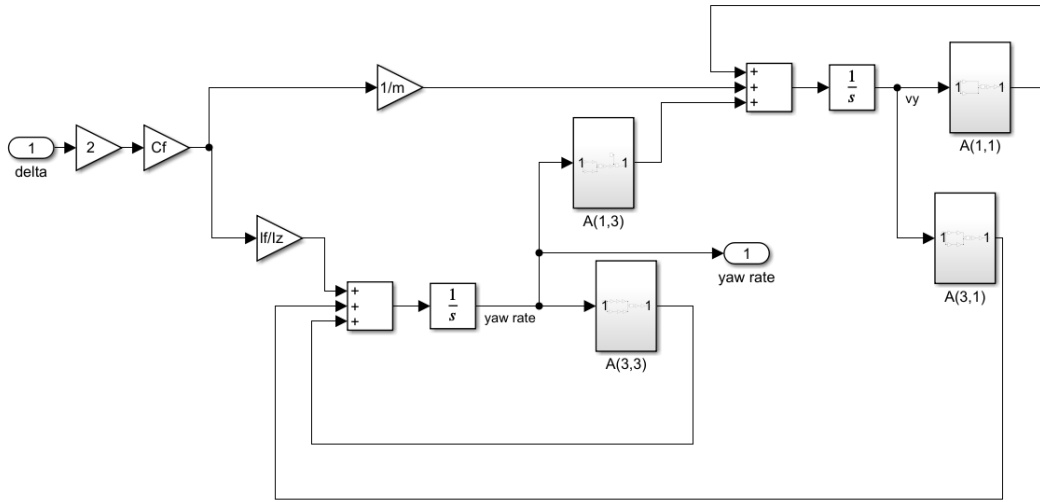 +
+
+
1
s
vy
1 1
A(1,1)
1/m
1
delta
2
Cf
1 1
A(1,3)
1 1
A(3,1)
lf/Iz
1
yaw rate
+
+
+
1
s
yaw rate
1 1
A(3,3)